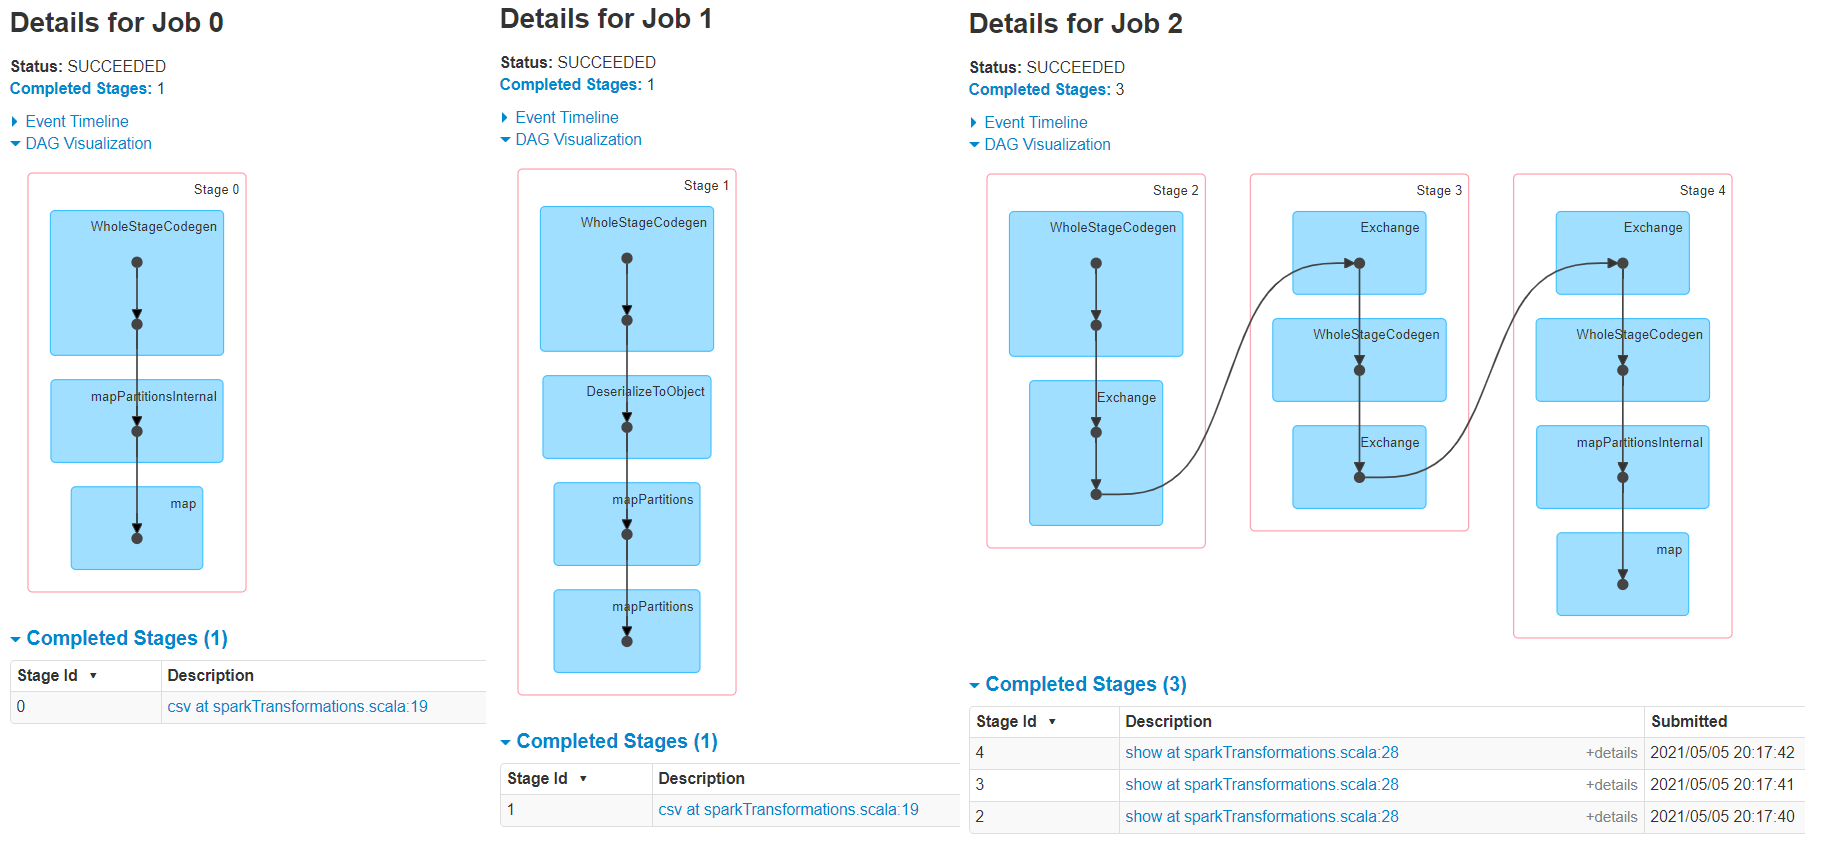 Details for Job 0
Status: SUCCEEDED
Completed Stages: 1
Event Timeline
DAG Visualization
Stage 0
WholeStageCodegen
mapPartitionsInternal
map
Completed Stages (1)
Stage Id ▾ Description
0 csv at sparkTransformations.scala:19
Details for Job 1
Status: SUCCEEDED
Completed Stages: 1
Event Timeline
DAG Visualization
Stage 1
WholeStageCodegen
DeserializeToObject
mapPartitions
mapPartitions
Completed Stages (1)
Stage Id ▾ Description
1 csv at sparkTransformations.scala:19
Details for Job 2
Status: SUCCEEDED
Completed Stages: 3
Event Timeline
DAG Visualization
Stage 2
WholeStageCodegen
Exchange
Stage 3
Exchange
WholeStageCodegen
Exchange
Stage 4
Exchange
WholeStageCodegen
mapPartitionsInternal
map
Completed Stages (3)
Stage Id ▾ Description Submitted
4 show at sparkTransformations.scala:28 +details 2021/05/05 20:17:42
3 show at sparkTransformations.scala:28 +details 2021/05/05 20:17:41
2 show at sparkTransformations.scala:28 +details 2021/05/05 20:17:40